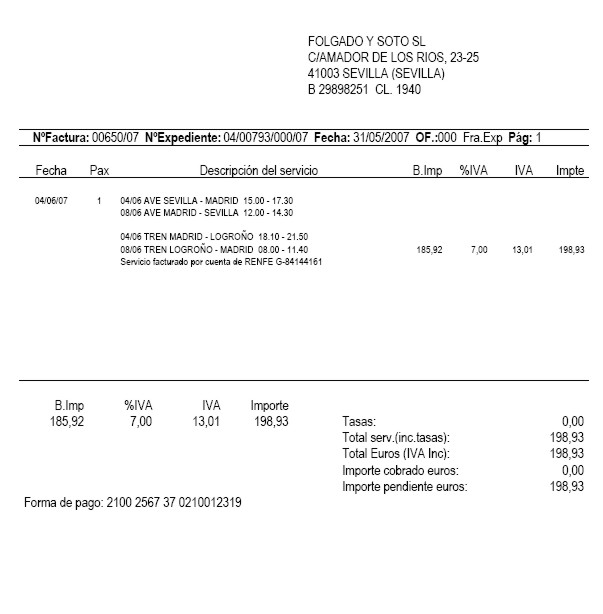 FOLGADO Y SOTO SL
C/AMADOR DE LOS RIOS, 23-25
41003 SEVILLA (SEVILLA)
B 29898251 CL. 1940
NºFactura: 00650/07 NºExpediente: 04/00793/000/07 Fecha: 31/05/2007 OF.:000 Fra.Exp Pág: 1
Fecha Pax Descripción del servicio B.Imp %IVA IVA Impte
04/06/07 1 04/06 AVE SEVILLA - MADRID 15.00 - 17.30
08/06 AVE MADRID - SEVILLA 12.00 - 14.30
04/06 TREN MADRID - LOGROÑO 18.10 - 21.50
08/06 TREN LOGROÑO - MADRID 08.00 - 11.40 185,92 7,00 13,01 198,93
Servicio facturado por cuenta de RENFE G-84144161
B.Imp %IVA IVA Importe
185,92 7,00 13,01 198,93
Tasas: 0,00
Total serv.(inc.tasas): 198,93
Total Euros (IVA Inc): 198,93
Importe cobrado euros: 0,00
Importe pendiente euros: 198,93
Forma de pago: 2100 2567 37 0210012319